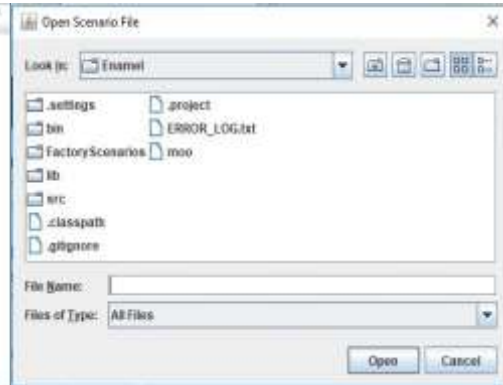 Open Scenario File
Look In: Enamel
.settings
bin
FactoryScenarios
lib
src
.classpath
.gitignore
.project
ERROR_LOG.txt
moo
File Name:
Files of Type: All Files
Open Cancel